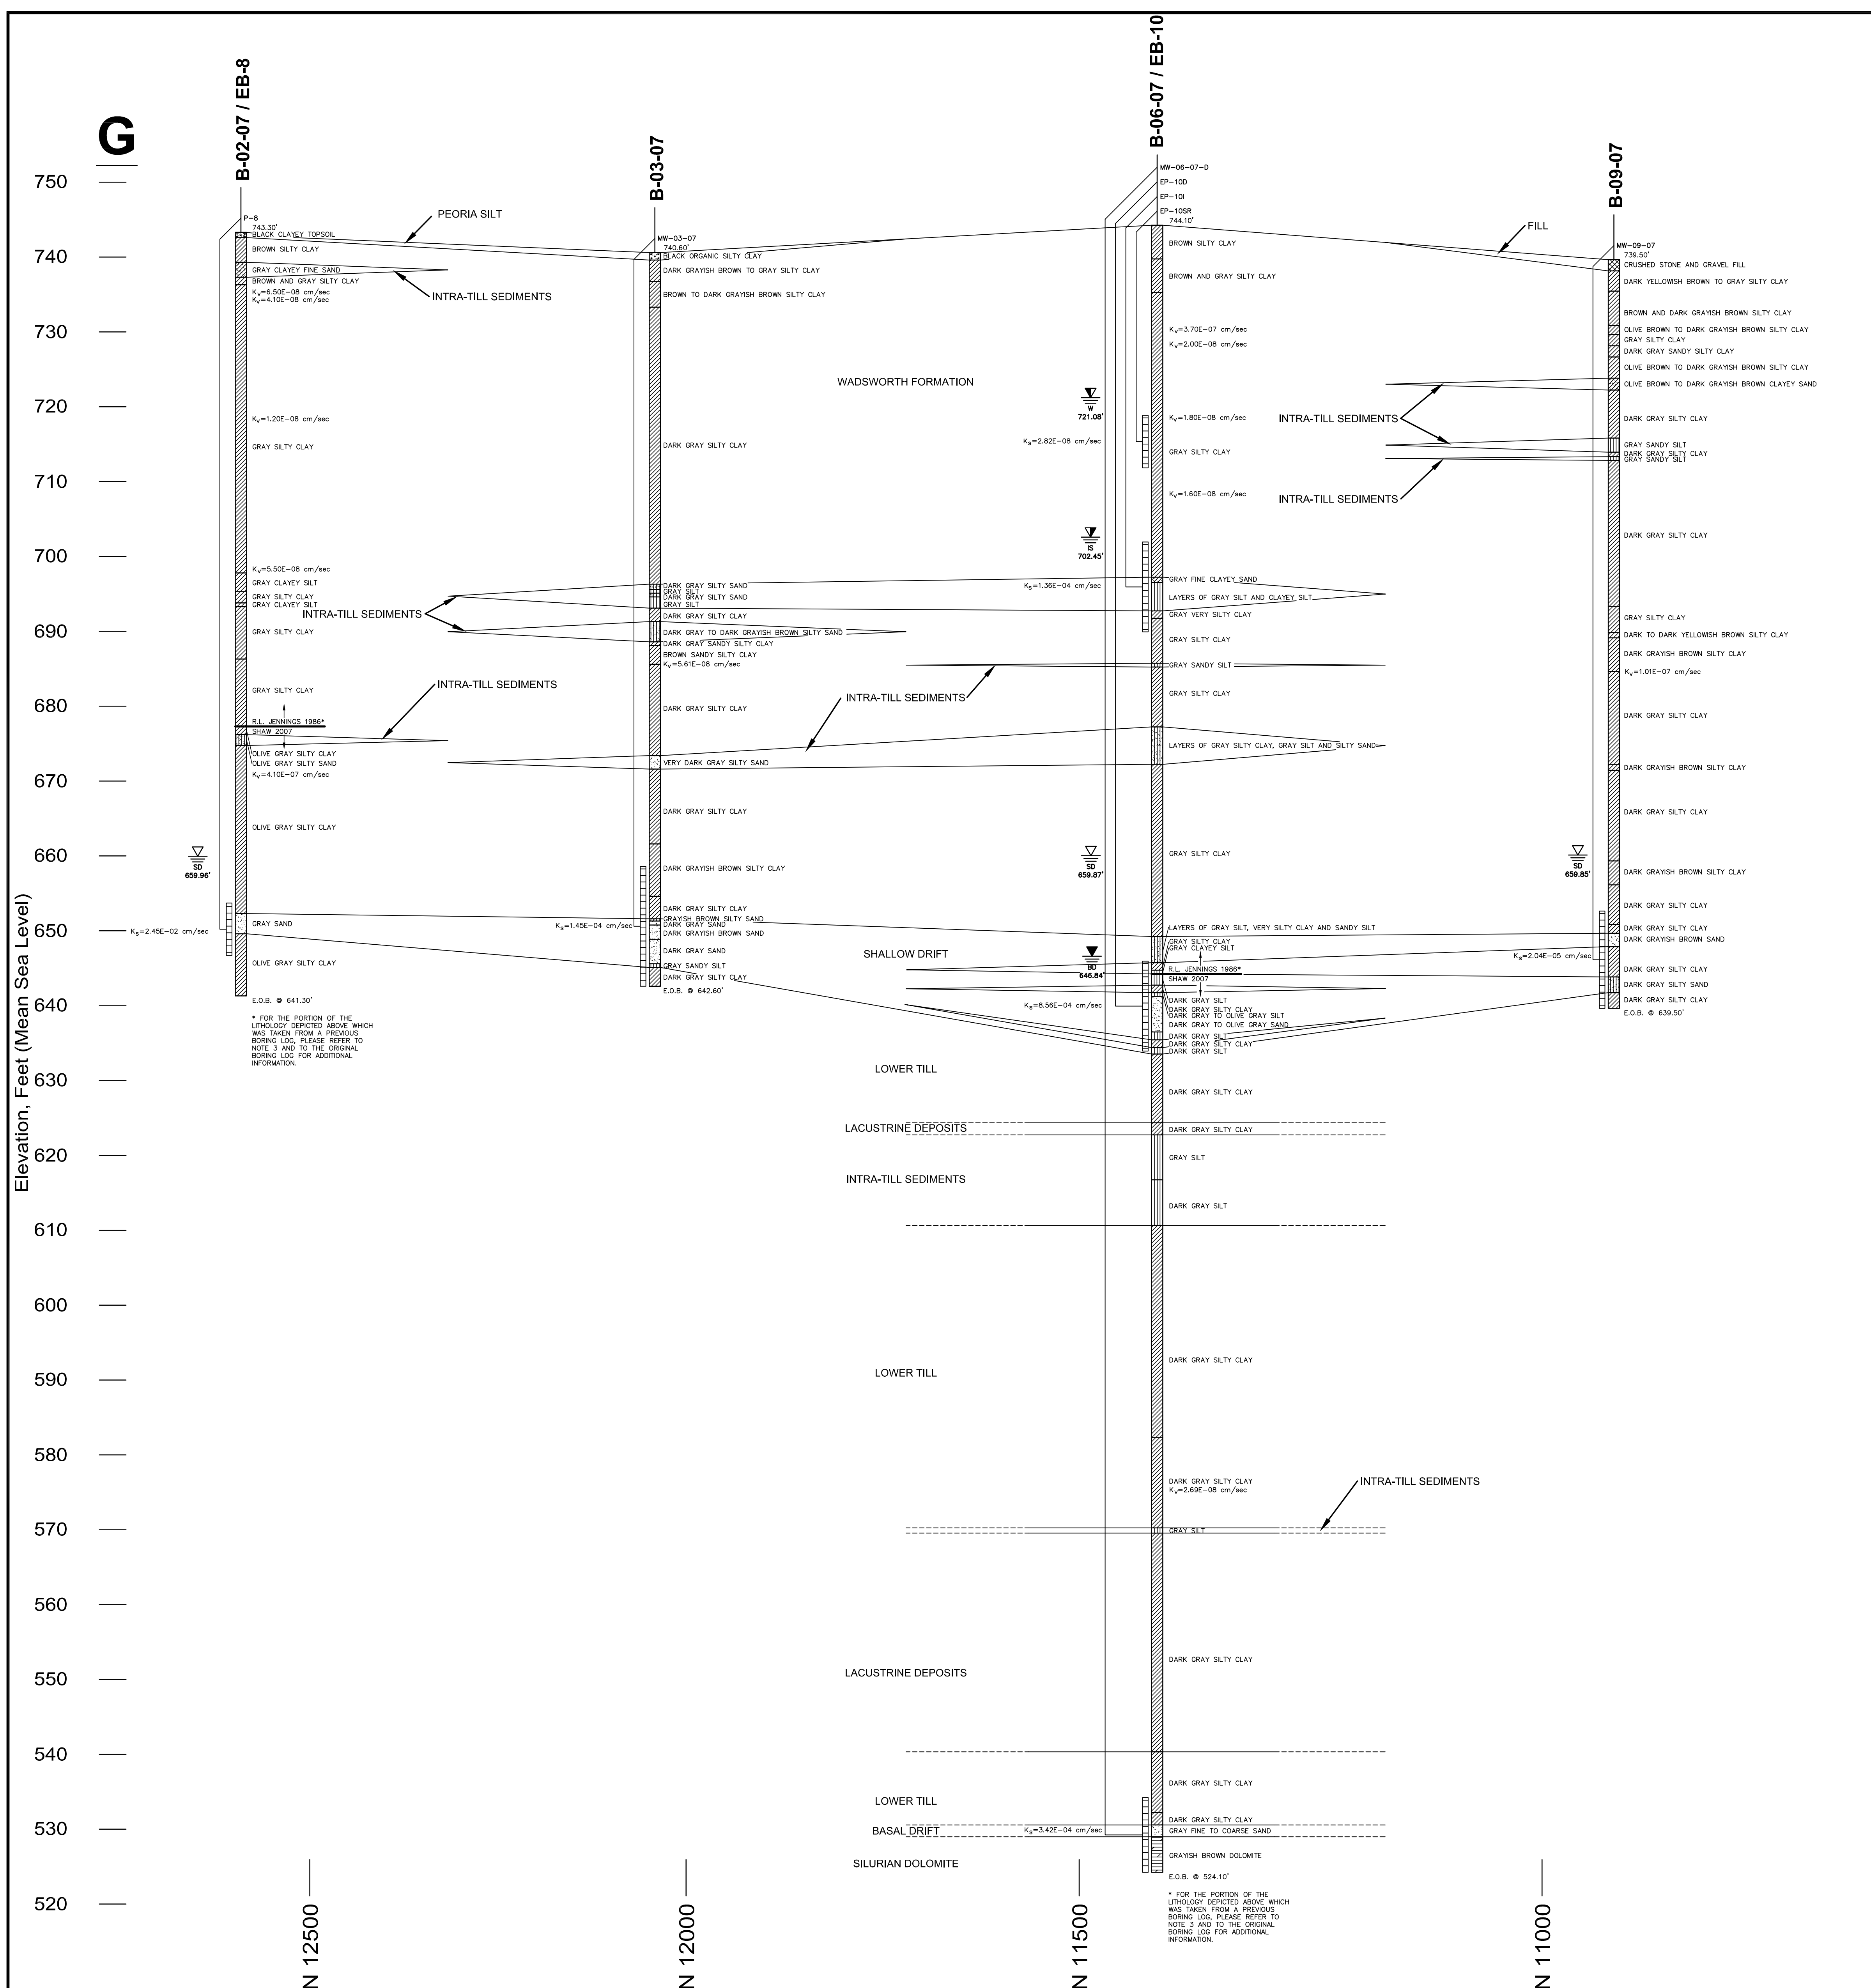 G
B-02-07 / EB-8
P-8
743.30'
BLACK CLAYEY TOPSOIL
BROWN SILTY CLAY
GRAY CLAYEY FINE SAND
BROWN AND GRAY SILTY CLAY
Kv=6.50E-08 cm/sec
Kv=4.10E-08 cm/sec
Kv=1.20E-08 cm/sec
GRAY SILTY CLAY
Kv=5.50E-08 cm/sec
GRAY CLAYEY SILT
GRAY SILTY CLAY
GRAY CLAYEY SILT
GRAY SILTY CLAY
GRAY SILTY CLAY
R.L. JENNINGS 1986*
SHAW 2007
OLIVE GRAY SILTY CLAY
OLIVE GRAY SILTY SAND
Kv=4.10E-07 cm/sec
OLIVE GRAY SILTY CLAY
SD
659.96'
GRAY SAND
KS=2.45E-02 cm/sec
OLIVE GRAY SILTY CLAY
E.O.B. @ 641.30'
* FOR THE PORTION OF THE
LITHOLOGY DEPICTED ABOVE WHICH
WAS TAKEN FROM A PREVIOUS
BORING LOG, PLEASE REFER TO
NOTE 3 AND TO THE ORIGINAL
BORING LOG FOR ADDITIONAL
INFORMATION.
PEORIA SILT
INTRA-TILL SEDIMENTS
INTRA-TILL SEDIMENTS
INTRA-TILL SEDIMENTS
B-03-07
MW-03-07
740.60'
BLACK ORGANIC SILTY CLAY
DARK GRAYISH BROWN TO GRAY SILTY CLAY
BROWN TO DARK GRAYISH BROWN SILTY CLAY
DARK GRAY SILTY CLAY
DARK GRAY SILTY SAND
GRAY SILT
DARK GRAY SILTY SAND
GRAY SILT
DARK GRAY SILTY CLAY
DARK GRAY TO DARK GRAYISH BROWN SILTY SAND
DARK GRAY SANDY SILTY CLAY
BROWN SANDY SILTY CLAY
Kv=5.61E-08 cm/sec
DARK GRAY SILTY CLAY
VERY DARK GRAY SILTY SAND
DARK GRAY SILTY CLAY
DARK GRAYISH BROWN SILTY CLAY
DARK GRAY SILTY CLAY
GRAYISH BROWN SILTY SAND
DARK GRAY SAND
DARK GRAYISH BROWN SAND
KS=1.45E-04 cm/sec
DARK GRAY SAND
GRAY SANDY SILT
DARK GRAY SILTY CLAY
E.O.B. @ 642.60'
WADSWORTH FORMATION
INTRA-TILL SEDIMENTS
SHALLOW DRIFT
LOWER TILL
LACUSTRINE DEPOSITS
INTRA-TILL SEDIMENTS
LOWER TILL
LACUSTRINE DEPOSITS
LOWER TILL
BASAL DRIFT
SILURIAN DOLOMITE
B-06-07 / EB-10
MW-06-07-D
EP-10D
EP-10I
EP-10SR
744.10'
BROWN SILTY CLAY
BROWN AND GRAY SILTY CLAY
Kv=3.70E-07 cm/sec
Kv=2.00E-08 cm/sec
W
721.08'
Kv=1.80E-08 cm/sec
KS=2.82E-08 cm/sec
GRAY SILTY CLAY
Kv=1.60E-08 cm/sec
IS
702.45'
GRAY FINE CLAYEY SAND
KS=1.36E-04 cm/sec
LAYERS OF GRAY SILT AND CLAYEY SILT
GRAY VERY SILTY CLAY
GRAY SILTY CLAY
GRAY SANDY SILT
GRAY SILTY CLAY
LAYERS OF GRAY SILTY CLAY, GRAY SILT AND SILTY SAND
GRAY SILTY CLAY
SD
659.87'
LAYERS OF GRAY SILT, VERY SILTY CLAY AND SANDY SILT
GRAY SILTY CLAY
GRAY CLAYEY SILT
BD
646.84'
R.L. JENNINGS 1986*
SHAW 2007
DARK GRAY SILT
DARK GRAY SILTY CLAY
DARK GRAY TO OLIVE GRAY SILT
KS=8.56E-04 cm/sec
DARK GRAY TO OLIVE GRAY SAND
DARK GRAY SILT
DARK GRAY SILTY CLAY
DARK GRAY SILT
DARK GRAY SILTY CLAY
DARK GRAY SILTY CLAY
GRAY SILT
DARK GRAY SILT
DARK GRAY SILTY CLAY
DARK GRAY SILTY CLAY
Kv=2.69E-08 cm/sec
GRAY SILT
DARK GRAY SILTY CLAY
DARK GRAY SILTY CLAY
DARK GRAY SILTY CLAY
KS=3.42E-04 cm/sec
GRAY FINE TO COARSE SAND
GRAYISH BROWN DOLOMITE
E.O.B. @ 524.10'
* FOR THE PORTION OF THE
LITHOLOGY DEPICTED ABOVE WHICH
WAS TAKEN FROM A PREVIOUS
BORING LOG, PLEASE REFER TO
NOTE 3 AND TO THE ORIGINAL
BORING LOG FOR ADDITIONAL
INFORMATION.
FILL
INTRA-TILL SEDIMENTS
INTRA-TILL SEDIMENTS
INTRA-TILL SEDIMENTS
B-09-07
MW-09-07
739.50'
CRUSHED STONE AND GRAVEL FILL
DARK YELLOWISH BROWN TO GRAY SILTY CLAY
BROWN AND DARK GRAYISH BROWN SILTY CLAY
OLIVE BROWN TO DARK GRAYISH BROWN SILTY CLAY
GRAY SILTY CLAY
DARK GRAY SANDY SILTY CLAY
OLIVE BROWN TO DARK GRAYISH BROWN SILTY CLAY
OLIVE BROWN TO DARK GRAYISH BROWN CLAYEY SAND
DARK GRAY SILTY CLAY
GRAY SANDY SILT
DARK GRAY SILTY CLAY
GRAY SANDY SILT
DARK GRAY SILTY CLAY
GRAY SILTY CLAY
DARK TO DARK YELLOWISH BROWN SILTY CLAY
DARK GRAYISH BROWN SILTY CLAY
Kv=1.01E-07 cm/sec
DARK GRAY SILTY CLAY
DARK GRAYISH BROWN SILTY CLAY
DARK GRAY SILTY CLAY
SD
659.85'
DARK GRAYISH BROWN SILTY CLAY
DARK GRAY SILTY CLAY
DARK GRAY SILTY CLAY
DARK GRAYISH BROWN SAND
KS=2.04E-05 cm/sec
DARK GRAY SILTY CLAY
DARK GRAY SILTY SAND
DARK GRAY SILTY CLAY
E.O.B. @ 639.50'
Elevation, Feet (Mean Sea Level)
750
740
730
720
710
700
690
680
670
660
650
640
630
620
610
600
590
580
570
560
550
540
530
520
N 12500
N 12000
N 11500
N 11000